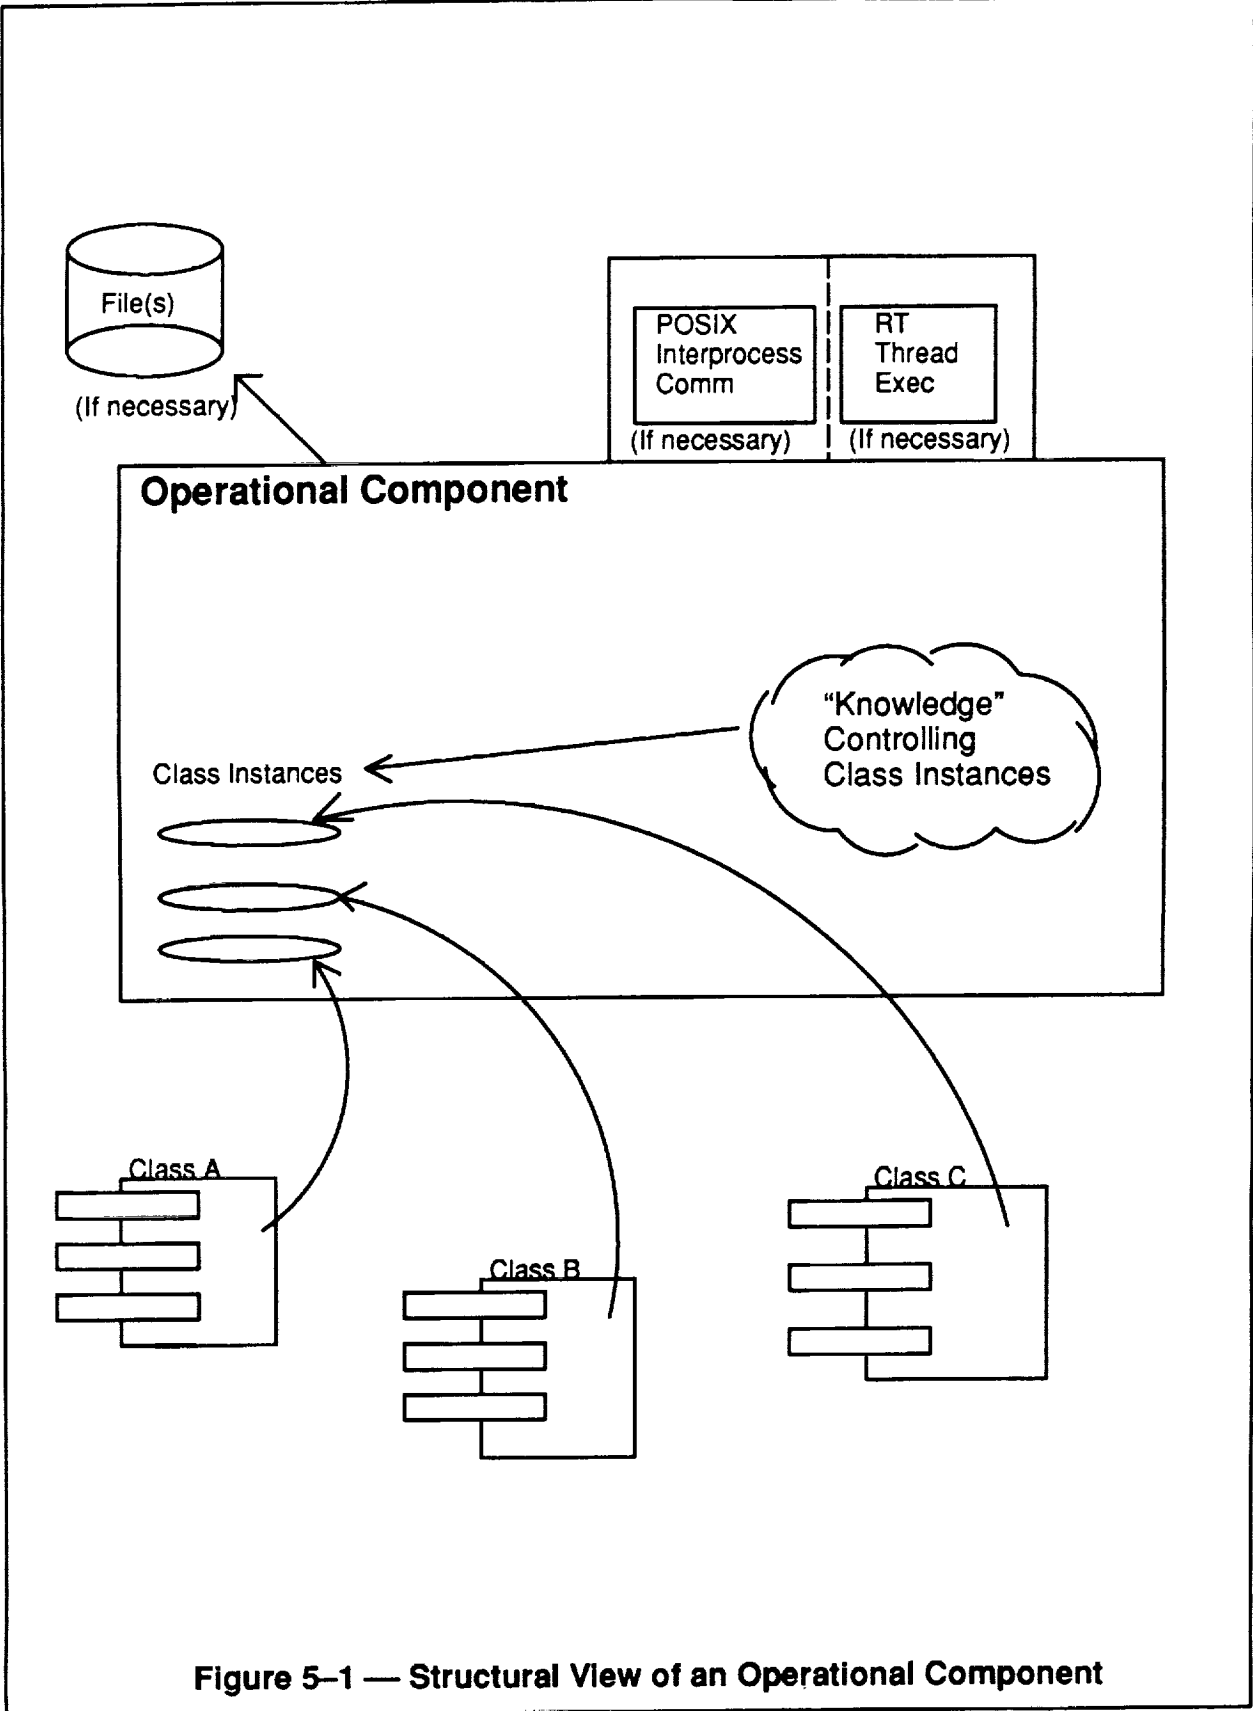 File(s)
(If necessary)
POSIX
Interprocess
Comm
(If necessary)
RT
Thread
Exec
(If necessary)
Operational Component
“Knowledge”
Controlling
Class Instances
Class Instances
Class A
Class B
Class C
Figure 5–1 — Structural View of an Operational Component